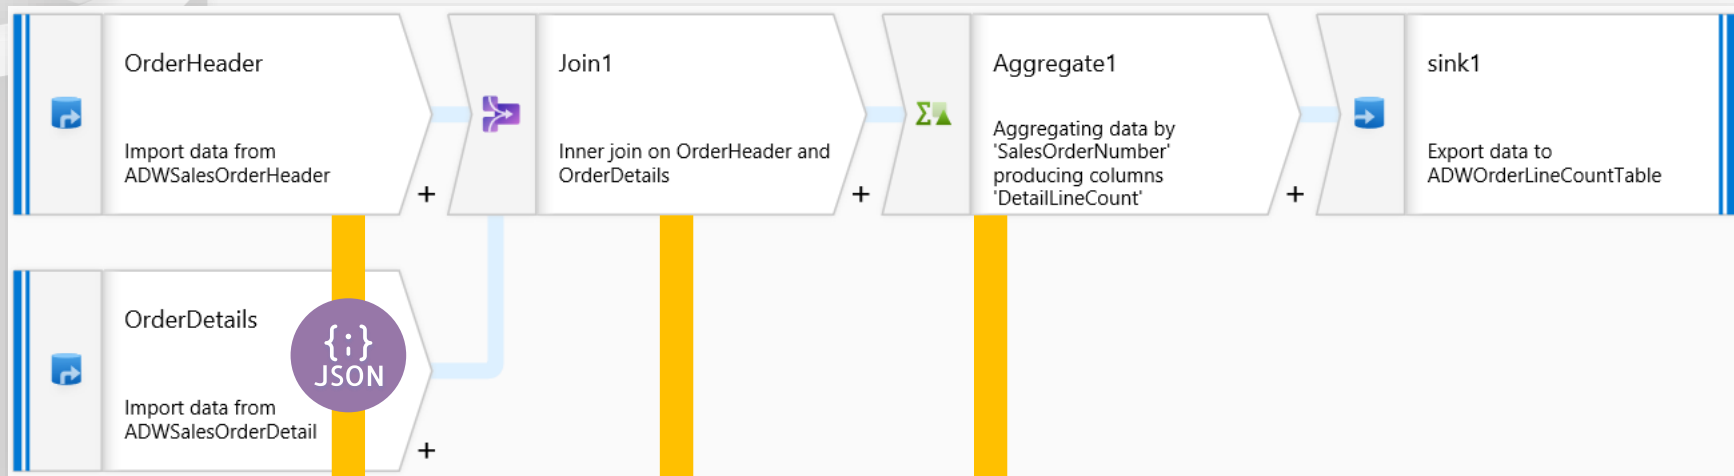 OrderHeader
Import data from
ADWSalesOrderHeader
+
Join1
Inner join on OrderHeader and
OrderDetails
+
Aggregate1
Aggregating data by
'SalesOrderNumber'
producing columns
'DetailLineCount'
+
sink1
Export data to
ADWOrderLineCountTable
OrderDetails
Import data from
ADWSalesOrderDetail
+
{;}
JSON